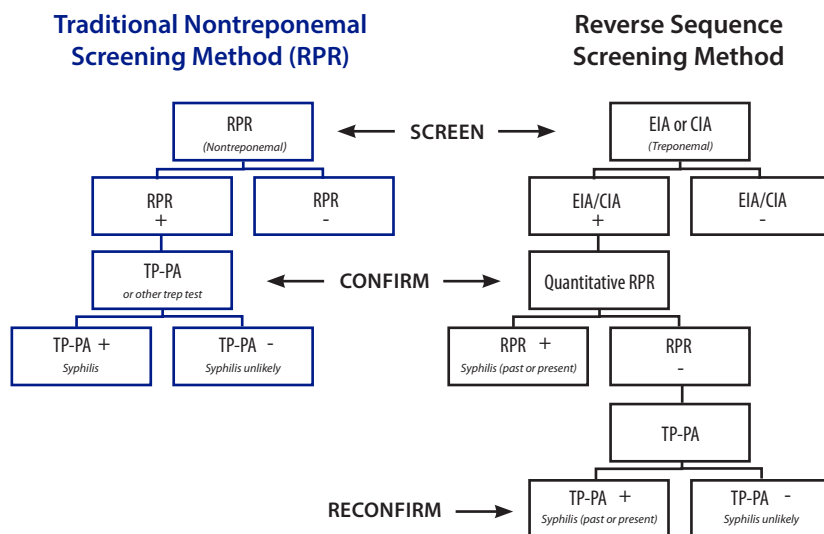 Traditional Nontreponemal
Screening Method (RPR)
Reverse Sequence
Screening Method
RPR
(Nontreponemal)
SCREEN
EIA or CIA
(Treponemal)
RPR
+
RPR
-
EIA/CIA
+
EIA/CIA
-
TP-PA
or other trep test
CONFIRM
Quantitative RPR
TP-PA +
Syphilis
TP-PA -
Syphilis unlikely
RPR +
Syphilis (past or present)
RPR
-
TP-PA
RECONFIRM
TP-PA +
Syphilis (past or present)
TP-PA -
Syphilis unlikely